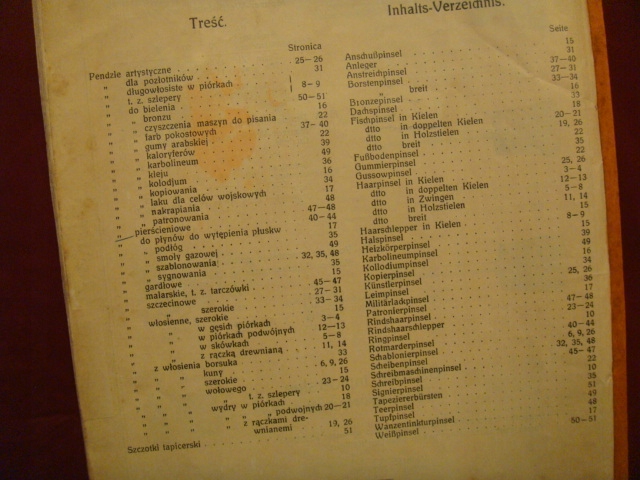 Treść.
Stronica
Pendzle artystyczne 25—26
" dla pozłotników 31
" długowłosiste w piórkach 8—9
" t. z. szlepery 50—51
" do bielenia 16
" " bronzu 22
" " czyszczenia maszyn do pisania
" " farb pokostowych 22
" " gumy arabskiej 39
" " kaloryferów 49
" " karbolineum 36
" " kleju 16
" " kolodjum 34
" " kopiowania 17
" " laku dla celów wojskowych 48
" " nakrapiania
" " patronowania
" pierścieniowe
" do płynów do wytępienia pluskw
" " podłóg
" " smoły gazowej 32, 35, 48
" " szablonowania 35
" " sygnowania 15
" gardłowe 45—47
" malarskie, t. z. tarczówki 27—31
" szczecinowe 33—34
" " szerokie 15
" włosienne, szerokie
" " w gęsich piórkach 3—4
" " w piórkach podwójnych 12—13
" " w skówkach 5—8
" " z rączką drewnianą 11, 14
" z włosienia borsuka 33
" " " kuny 6, 9, 26
" " " szerokie 15
" " " wołowego 23—24
" " " " t. z. szlepery 10
" " " wydry w piórkach 18
" " " " " podwójnych 20—21
" " " " z rączkami dre-
wnianemi 19, 26
Szczotki tapicerski 51
Inhalts-Verzeichnis.
Seite
Anschußpinsel 15
Anleger 31
Anstreichpinsel 37—40
Borstenpinsel 27—31
" breit 33—34
Bronzepinsel 16
Dachspinsel 33
Fischpinsel in Kielen 18
dtto in doppelten Kielen 20—21
dtto in Holzstielen 19, 26
dtto breit 22
Fußbodenpinsel 35
Gummierpinsel 22
Gussowpinsel 25, 26
Haarpinsel in Kielen 3—4
dtto in doppelten Kielen 12—13
dtto in Zwingen 5—8
dtto in Holzstielen 11, 14
dtto breit 15
Haarschlepper in Kielen 8—9
Halspinsel 15
Heizkörperpinsel 39
Karbolineumpinsel 49
Kollodiumpinsel 16
Kopierpinsel 34
Künstlerpinsel 25, 26
Leimpinsel 36
Militärlackpinsel 17
Patronierpinsel 47—48
Rindshaarpinsel 23—24
Rindshaarschlepper 10
Ringpinsel 40—44
Rotmarderpinsel 6, 9, 26
Schablonierpinsel 32, 35, 48
Scheibenpinsel 45—47
Schreibmaschinenpinsel 22
Schreibpinsel 10
Signierpinsel 35
Tapeziererbürsten 51
Teerpinsel 49
Tupfpinsel 48
Wanzentinkturpinsel 17
Weißpinsel 50—51